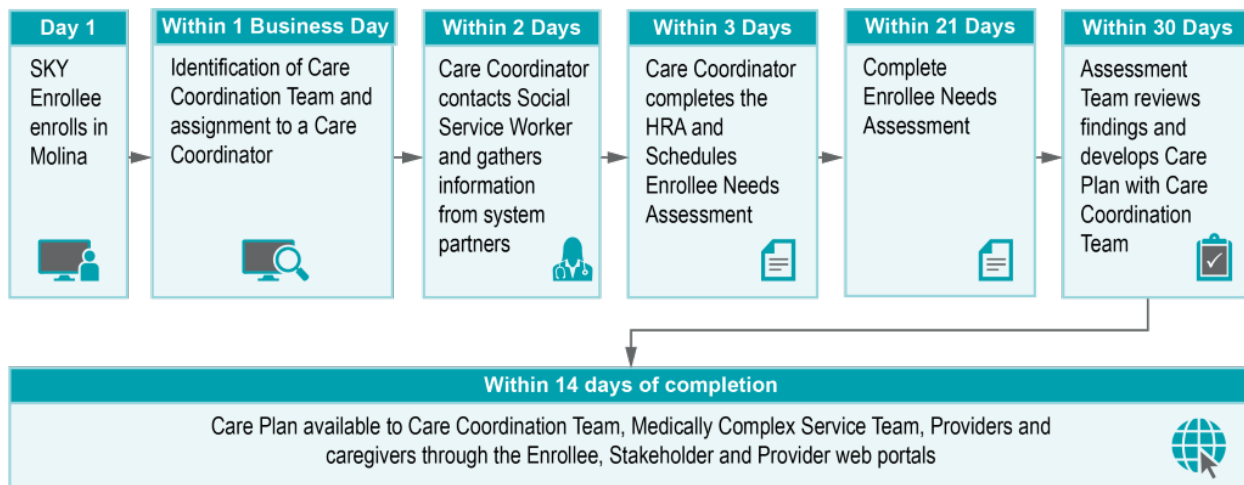 Day 1
SKY
Enrollee
enrolls in
Molina
Within 1 Business Day
Identification of Care
Coordination Team and
assignment to a Care
Coordinator
Within 2 Days
Care Coordinator
contacts Social
Service Worker
and gathers
information
from system
partners
Within 3 Days
Care Coordinator
completes the
HRA and
Schedules
Enrollee Needs
Assessment
Within 21 Days
Complete
Enrollee Needs
Assessment
Within 30 Days
Assessment
Team reviews
findings and
develops Care
Plan with Care
Coordination
Team
Within 14 days of completion
Care Plan available to Care Coordination Team, Medically Complex Service Team, Providers and
caregivers through the Enrollee, Stakeholder and Provider web portals